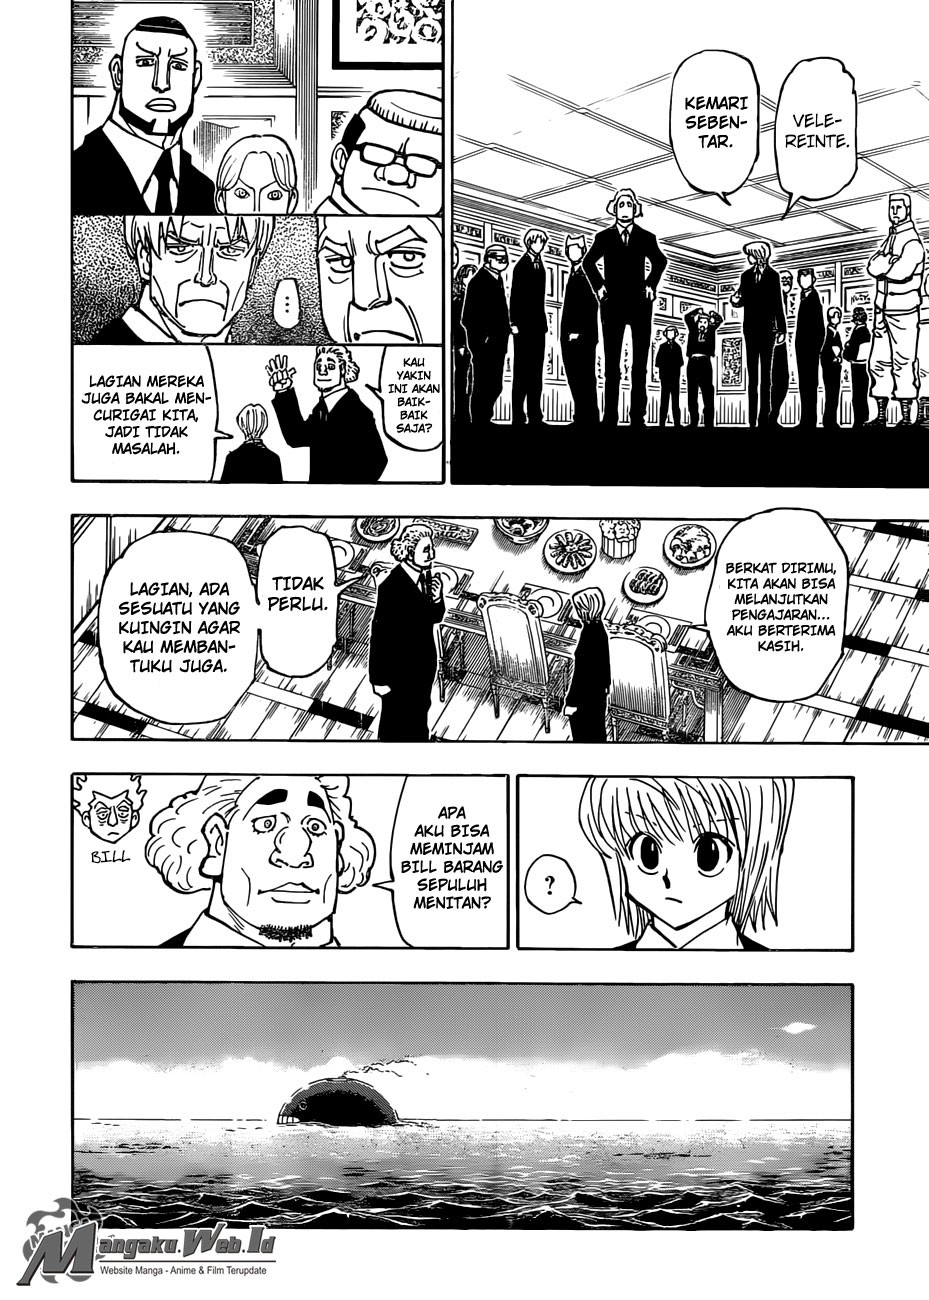 VELE-
REINTE.
KEMARI
SEBEN-
TAR.
...
KAU
YAKIN
INI AKAN
BAIK-
BAIK
SAJA?
LAGIAN MEREKA
JUGA BAKAL MEN-
CURIGAI KITA,
JADI TIDAK
MASALAH.
BERKAT DIRIMU,
KITA AKAN BISA
MELANJUTKAN
PENGAJARAN...
AKU BERTERIMA
KASIH.
TIDAK
PERLU.
LAGIAN, ADA
SESUATU YANG
KUINGIN AGAR
KAU MEMBAN-
TUKU JUGA.
?
APA
AKU BISA
MEMINJAM
BILL BARANG
SEPULUH
MENITAN?
BILL
Mangaku.Web.Id
Website Manga - Anime & Film Terupdate